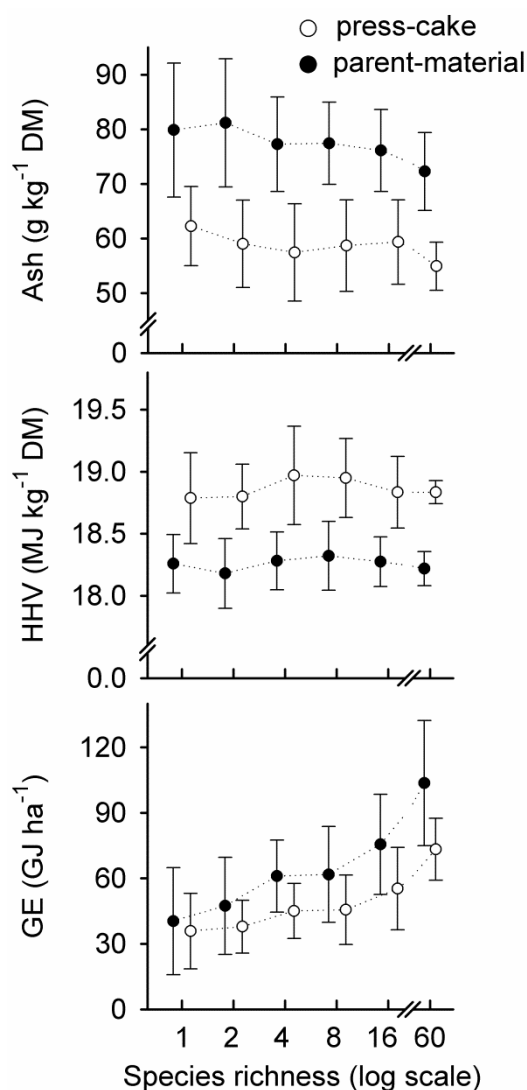 press-cake
parent-material
Ash (g kg⁻¹ DM)
90
80
70
60
50
0
HHV (MJ kg⁻¹ DM)
19.5
19.0
18.5
18.0
0.0
GE (GJ ha⁻¹)
120
90
60
30
0
1 2 4 8 16 60
Species richness (log scale)